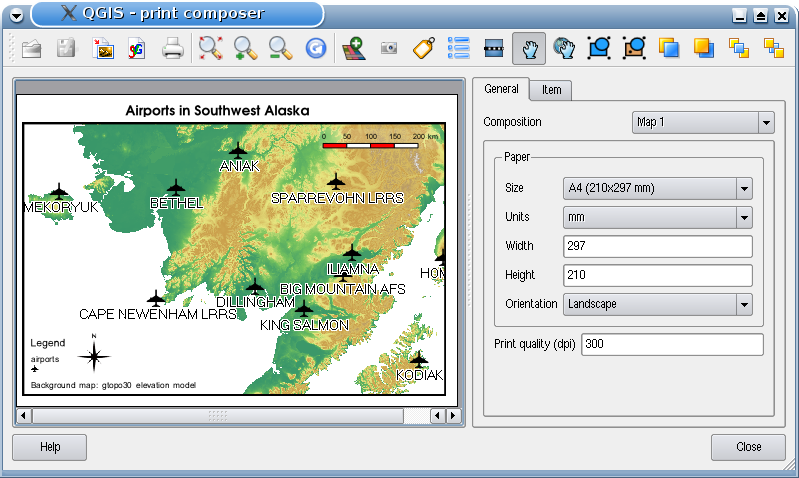 QGIS - print composer
General
Item
Composition
Map 1
Paper
Size
A4 (210x297 mm)
Units
mm
Width
297
Height
210
Orientation
Landscape
Print quality (dpi)
300
Airports in Southwest Alaska
0 50 100 150 200 km
ANIAK
MEKORYUK
BETHEL
SPARREVOHN LRRS
ILIAMNA
HOM
BIG MOUNTAIN AFS
DILLINGHAM
CAPE NEWENHAM LRRS
KING SALMON
KODIAK
Legend
N
airports
Background map: gtopo30 elevation model
Help
Close